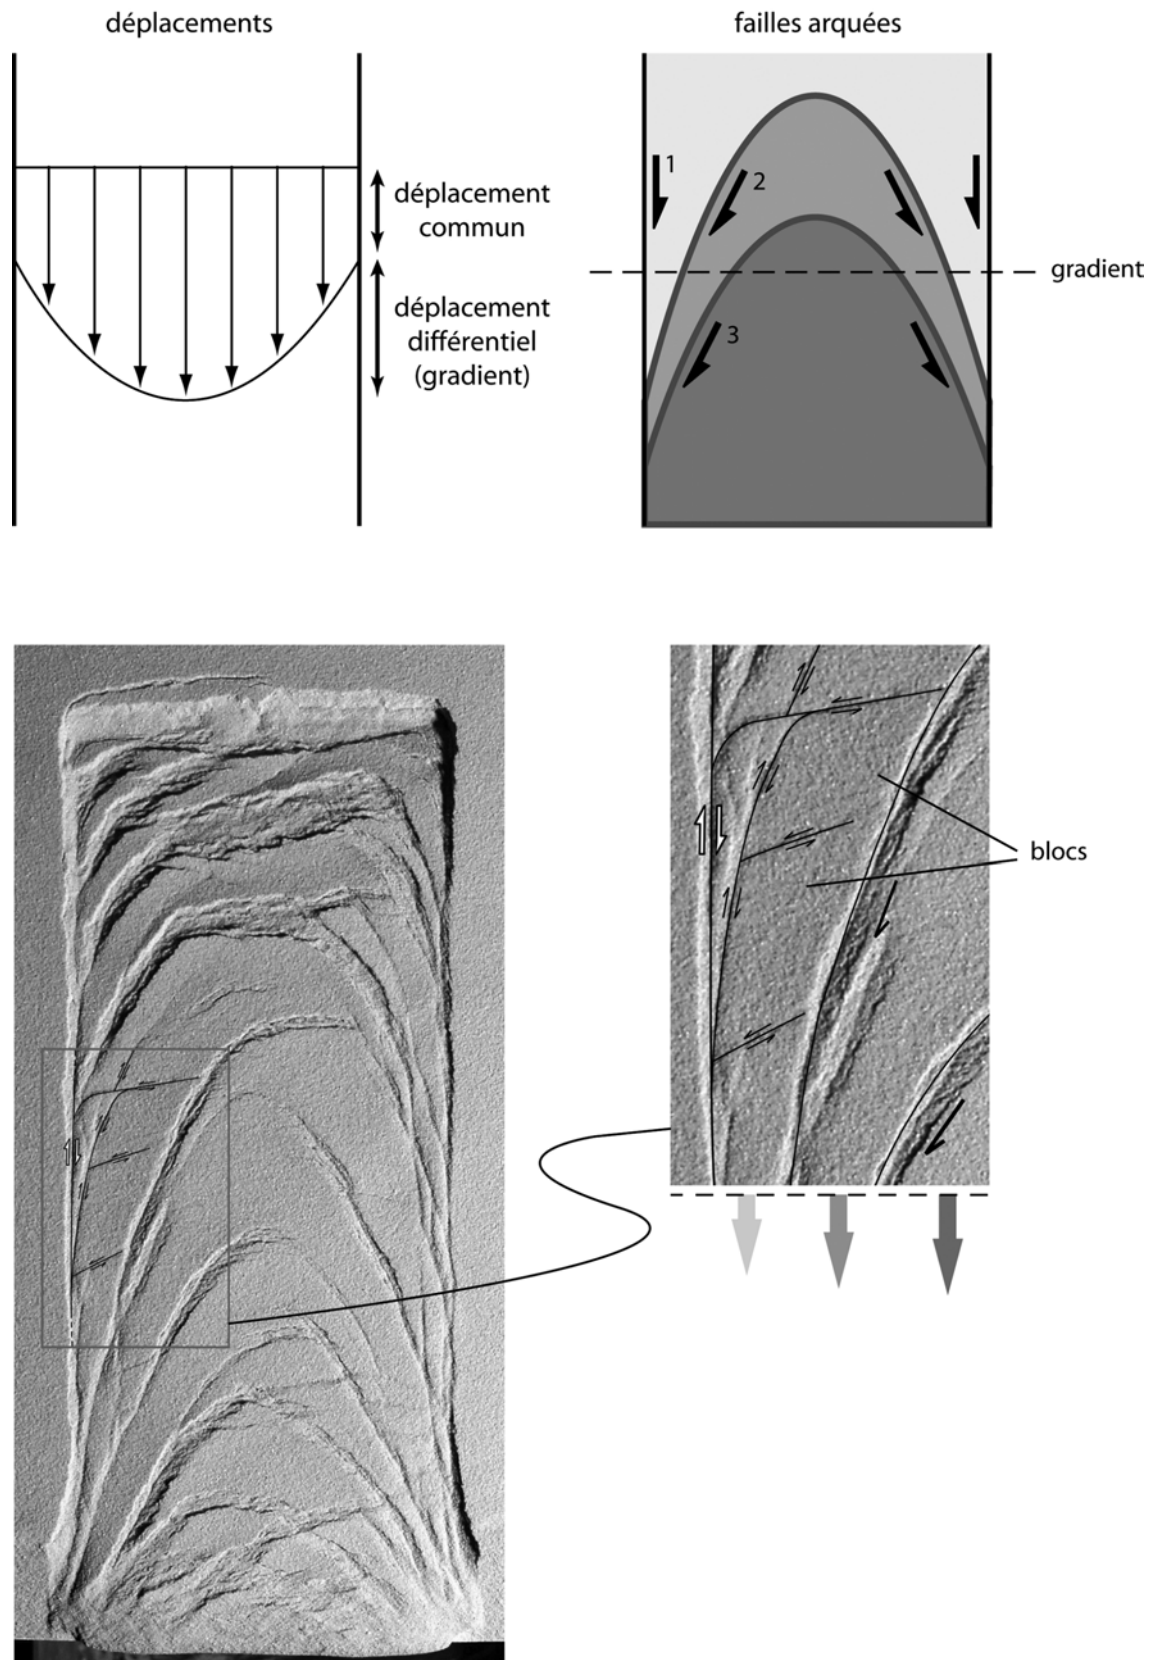 déplacements
déplacement
commun
déplacement
différentiel
(gradient)
failles arquées
1
2
3
gradient
blocs